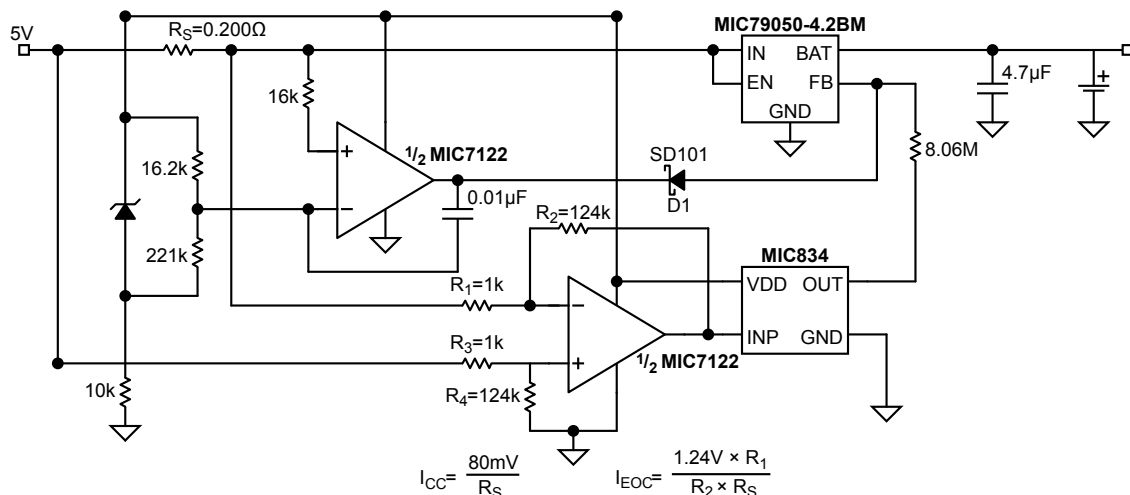 5V
RS=0.200Ω
MIC79050-4.2BM
IN
BAT
EN
FB
GND
4.7µF
+
16k
+
1/2 MIC7122
−
16.2k
221k
0.01µF
SD101
D1
8.06M
R2=124k
MIC834
VDD
OUT
INP
GND
R1=1k
−
R3=1k
+
1/2 MIC7122
R4=124k
10k
ICC= 80mV / RS
IEOC= 1.24V × R1 / R2 × RS